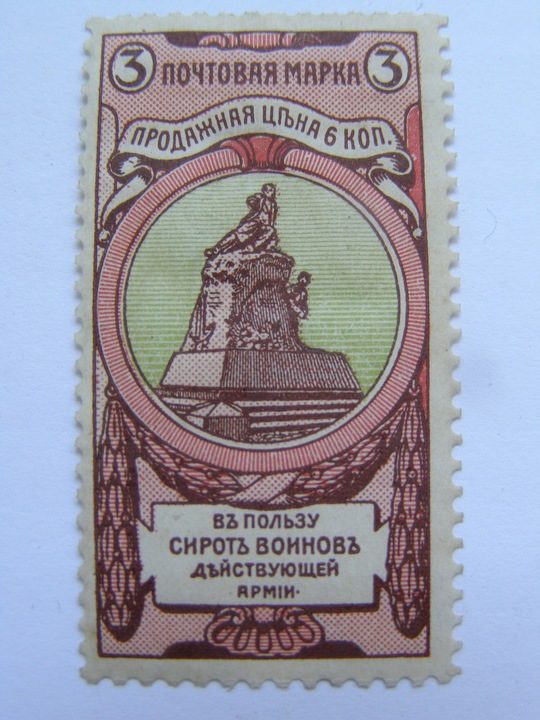 3 ПОЧТОВАЯ МАРКА 3
ПРОДАЖНАЯ ЦѢНА 6 КОП.
ВЪ ПОЛЬЗУ
СИРОТЪ ВОИНОВЪ
ДѢЙСТВУЮЩЕЙ
АРМІИ·